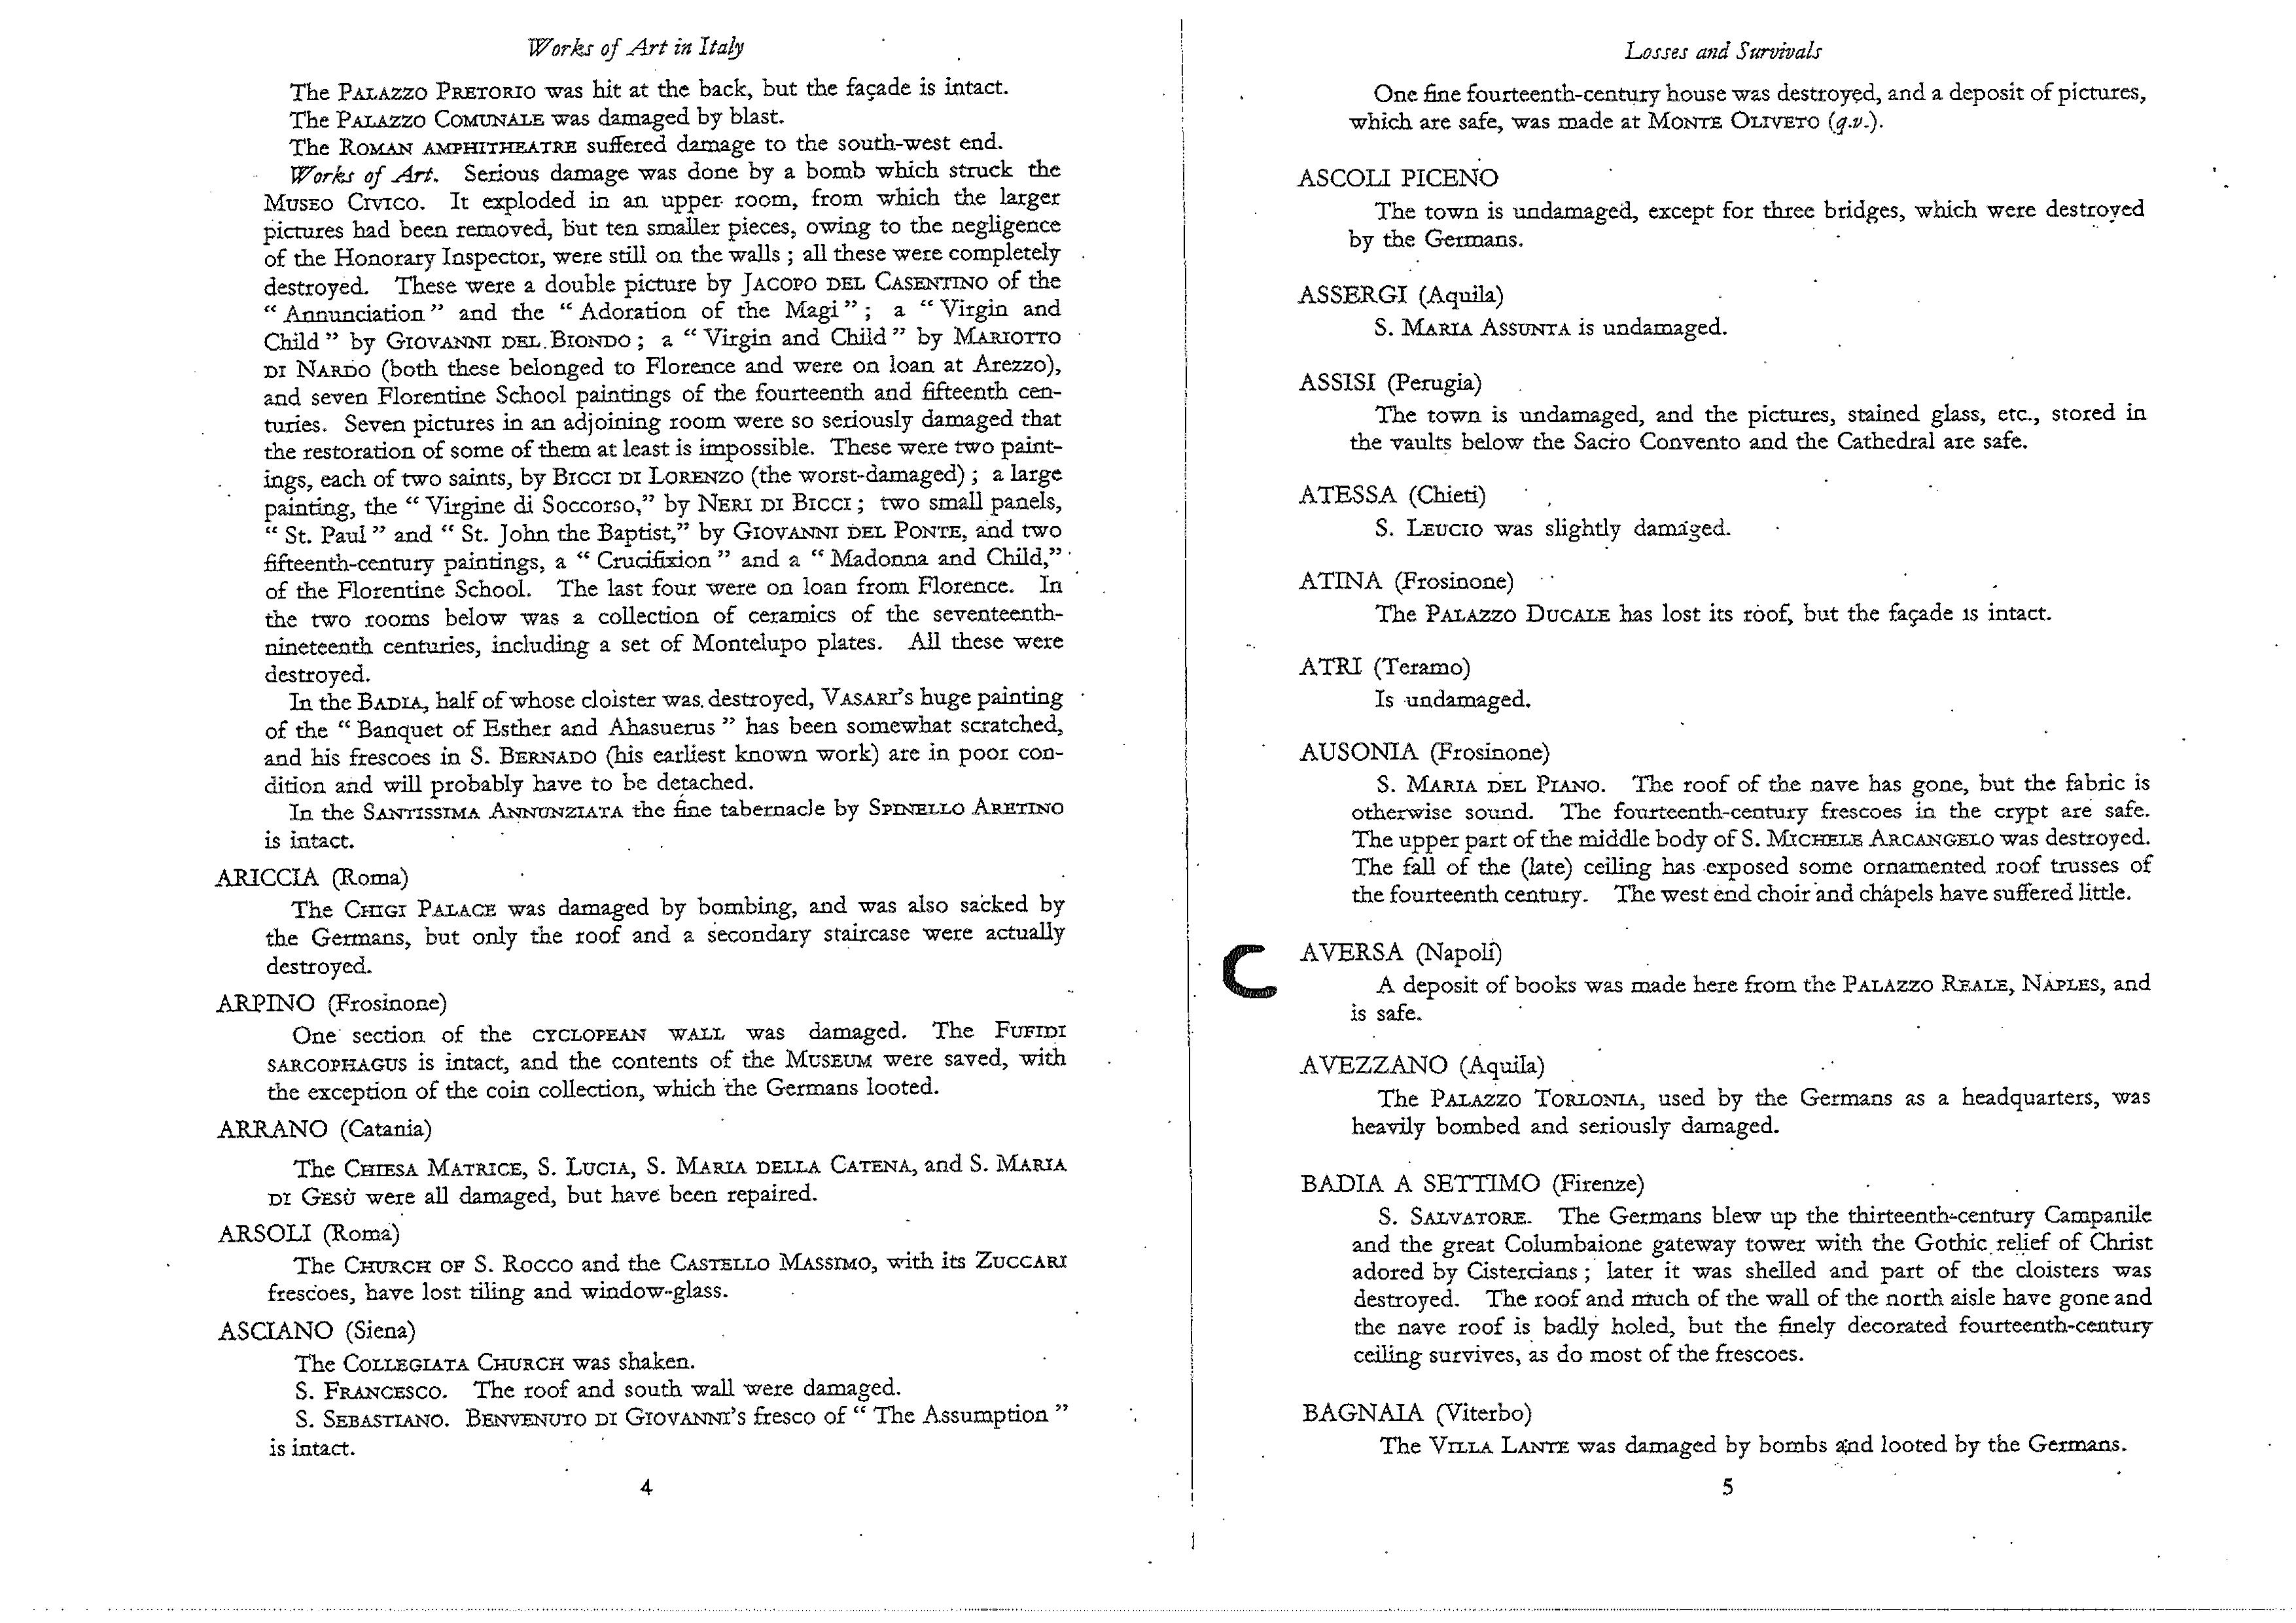 Works of Art in Italy
The PALAZZO PRETORIO was hit at the back, but the façade is intact.
The PALAZZO COMUNALE was damaged by blast.
The ROMAN AMPHITHEATRE suffered damage to the south-west end.
Works of Art. Serious damage was done by a bomb which struck the
MUSEO CIVICO. It exploded in an upper room, from which the larger
pictures had been removed, but ten smaller pieces, owing to the negligence
of the Honorary Inspector, were still on the walls ; all these were completely
destroyed. These were a double picture by JACOPO DEL CASENTINO of the
“ Annunciation ” and the “ Adoration of the Magi ” ; a “ Virgin and
Child ” by GIOVANNI DEL BIONDO ; a “ Virgin and Child ” by MARIOTTO
DI NARDO (both these belonged to Florence and were on loan at Arezzo),
and seven Florentine School paintings of the fourteenth and fifteenth cen-
turies. Seven pictures in an adjoining room were so seriously damaged that
the restoration of some of them at least is impossible. These were two paint-
ings, each of two saints, by BICCI DI LORENZO (the worst-damaged) ; a large
painting, the “ Virgine di Soccorso,” by NERI DI BICCI ; two small panels,
“ St. Paul ” and “ St. John the Baptist,” by GIOVANNI DEL PONTE, and two
fifteenth-century paintings, a “ Crucifixion ” and a “ Madonna and Child,”
of the Florentine School. The last four were on loan from Florence. In
the two rooms below was a collection of ceramics of the seventeenth-
nineteenth centuries, including a set of Montelupo plates. All these were
destroyed.
In the BADIA, half of whose cloister was destroyed, VASARI's huge painting
of the “ Banquet of Esther and Ahasuerus ” has been somewhat scratched,
and his frescoes in S. BERNADO (his earliest known work) are in poor con-
dition and will probably have to be detached.
In the SANTISSIMA ANNUNZIATA the fine tabernacle by SPINELLO ARETINO
is intact.
ARICCIA (Roma)
The CHIGI PALACE was damaged by bombing, and was also sacked by
the Germans, but only the roof and a secondary staircase were actually
destroyed.
ARPINO (Frosinone)
One section of the CYCLOPEAN WALL was damaged. The FUFIDI
SARCOPHAGUS is intact, and the contents of the MUSEUM were saved, with
the exception of the coin collection, which the Germans looted.
ARRANO (Catania)
The CHIESA MATRICE, S. LUCIA, S. MARIA DELLA CATENA, and S. MARIA
DI GESÙ were all damaged, but have been repaired.
ARSOLI (Roma)
The CHURCH OF S. ROCCO and the CASTELLO MASSIMO, with its ZUCCARI
frescoes, have lost tiling and window-glass.
ASCIANO (Siena)
The COLLEGIATA CHURCH was shaken.
S. FRANCESCO. The roof and south wall were damaged.
S. SEBASTIANO. BENVENUTO DI GIOVANNI's fresco of “ The Assumption ”
is intact.
4
Losses and Survivals
One fine fourteenth-century house was destroyed, and a deposit of pictures,
which are safe, was made at MONTE OLIVETO (q.v.).
ASCOLI PICENO
The town is undamaged, except for three bridges, which were destroyed
by the Germans.
ASSERGI (Aquila)
S. MARIA ASSUNTA is undamaged.
ASSISI (Perugia)
The town is undamaged, and the pictures, stained glass, etc., stored in
the vaults below the Sacro Convento and the Cathedral are safe.
ATESSA (Chieti)
S. LEUCIO was slightly damaged.
ATINA (Frosinone)
The PALAZZO DUCALE has lost its roof, but the façade is intact.
ATRI (Teramo)
Is undamaged.
AUSONIA (Frosinone)
S. MARIA DEL PIANO. The roof of the nave has gone, but the fabric is
otherwise sound. The fourteenth-century frescoes in the crypt are safe.
The upper part of the middle body of S. MICHELE ARCANGELO was destroyed.
The fall of the (late) ceiling has exposed some ornamented roof trusses of
the fourteenth century. The west end choir and chapels have suffered little.
C
AVERSA (Napoli)
A deposit of books was made here from the PALAZZO REALE, NAPLES, and
is safe.
AVEZZANO (Aquila)
The PALAZZO TORLONIA, used by the Germans as a headquarters, was
heavily bombed and seriously damaged.
BADIA A SETTIMO (Firenze)
S. SALVATORE. The Germans blew up the thirteenth-century Campanile
and the great Columbaione gateway tower with the Gothic relief of Christ
adored by Cistercians ; later it was shelled and part of the cloisters was
destroyed. The roof and much of the wall of the north aisle have gone and
the nave roof is badly holed, but the finely decorated fourteenth-century
ceiling survives, as do most of the frescoes.
BAGNAIA (Viterbo)
The VILLA LANTE was damaged by bombs and looted by the Germans.
5